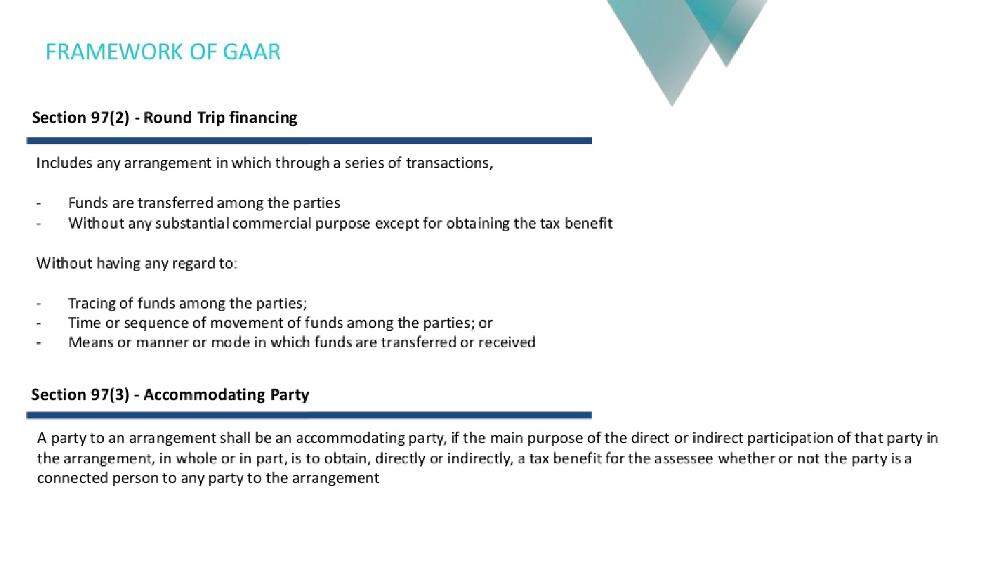 FRAMEWORK OF GAAR
Section 97(2) - Round Trip financing
Includes any arrangement in which through a series of transactions,
- Funds are transferred among the parties
- Without any substantial commercial purpose except for obtaining the tax benefit
Without having any regard to:
- Tracing of funds among the parties;
- Time or sequence of movement of funds among the parties; or
- Means or manner or mode in which funds are transferred or received
Section 97(3) - Accommodating Party
A party to an arrangement shall be an accommodating party, if the main purpose of the direct or indirect participation of that party in
the arrangement, in whole or in part, is to obtain, directly or indirectly, a tax benefit for the assessee whether or not the party is a
connected person to any party to the arrangement